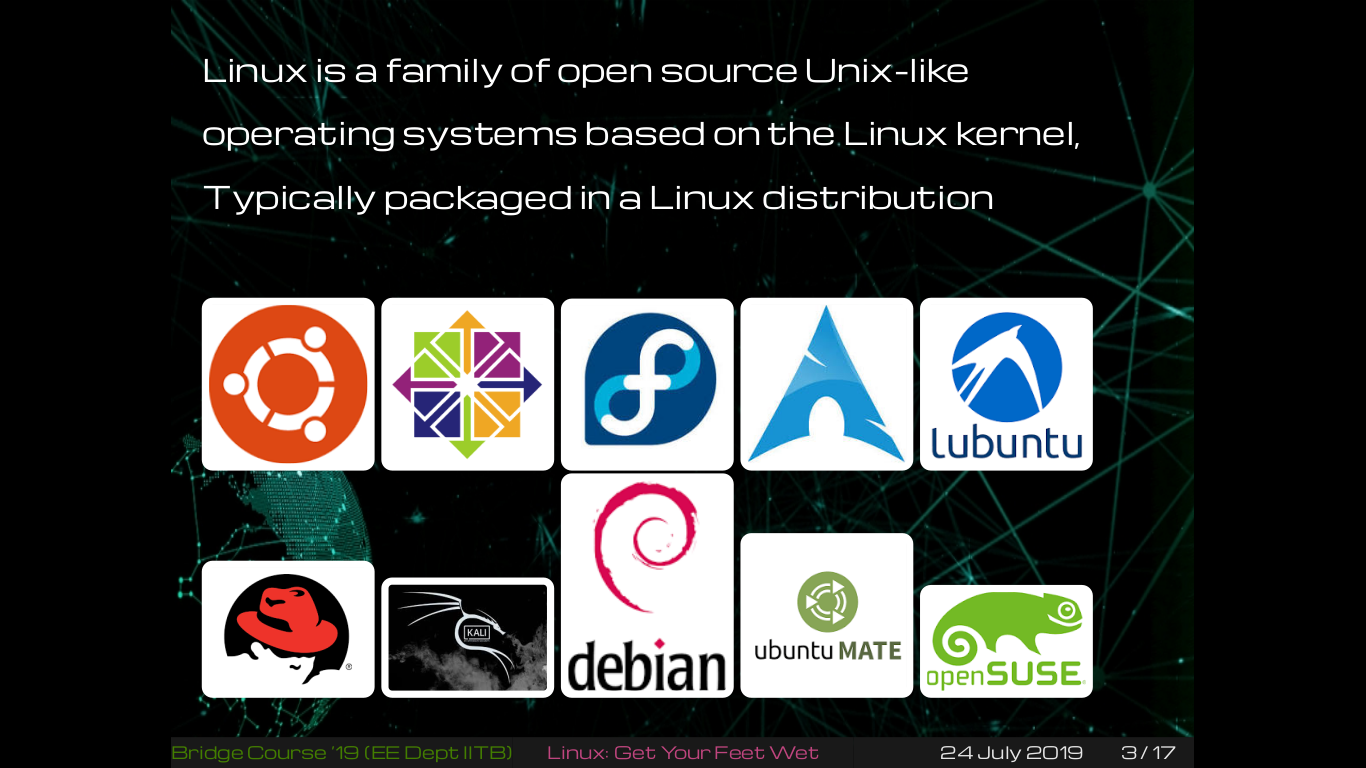 Linux is a family of open source Unix-like
operating systems based on the Linux kernel,
Typically packaged in a Linux distribution
lubuntu
®
KALI
debian
ubuntu MATE
openSUSE
Bridge Course '19 (EE Dept IITB) Linux: Get Your Feet Wet 24 July 2019 3 / 17